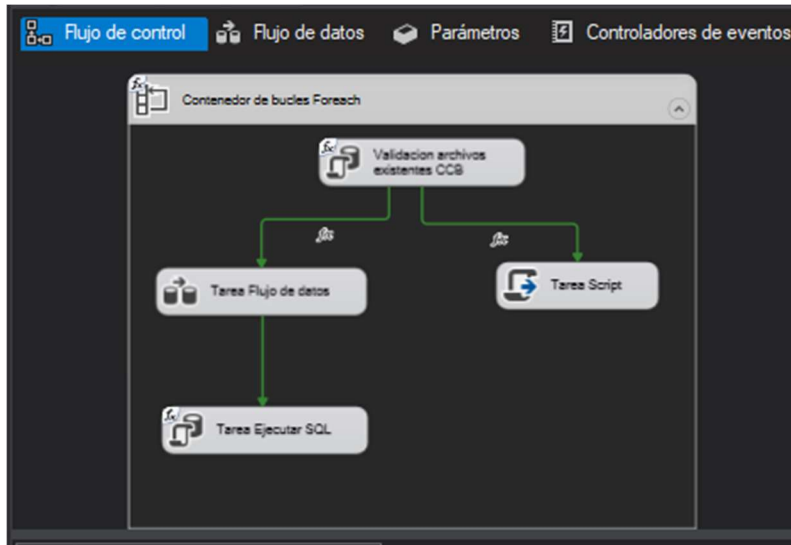 Flujo de control
Flujo de datos
Parámetros
Controladores de eventos
Contenedor de bucles Foreach
Validacion archivos
existentes CCB
Tarea Flujo de datos
Tarea Script
Tarea Ejecutar SQL